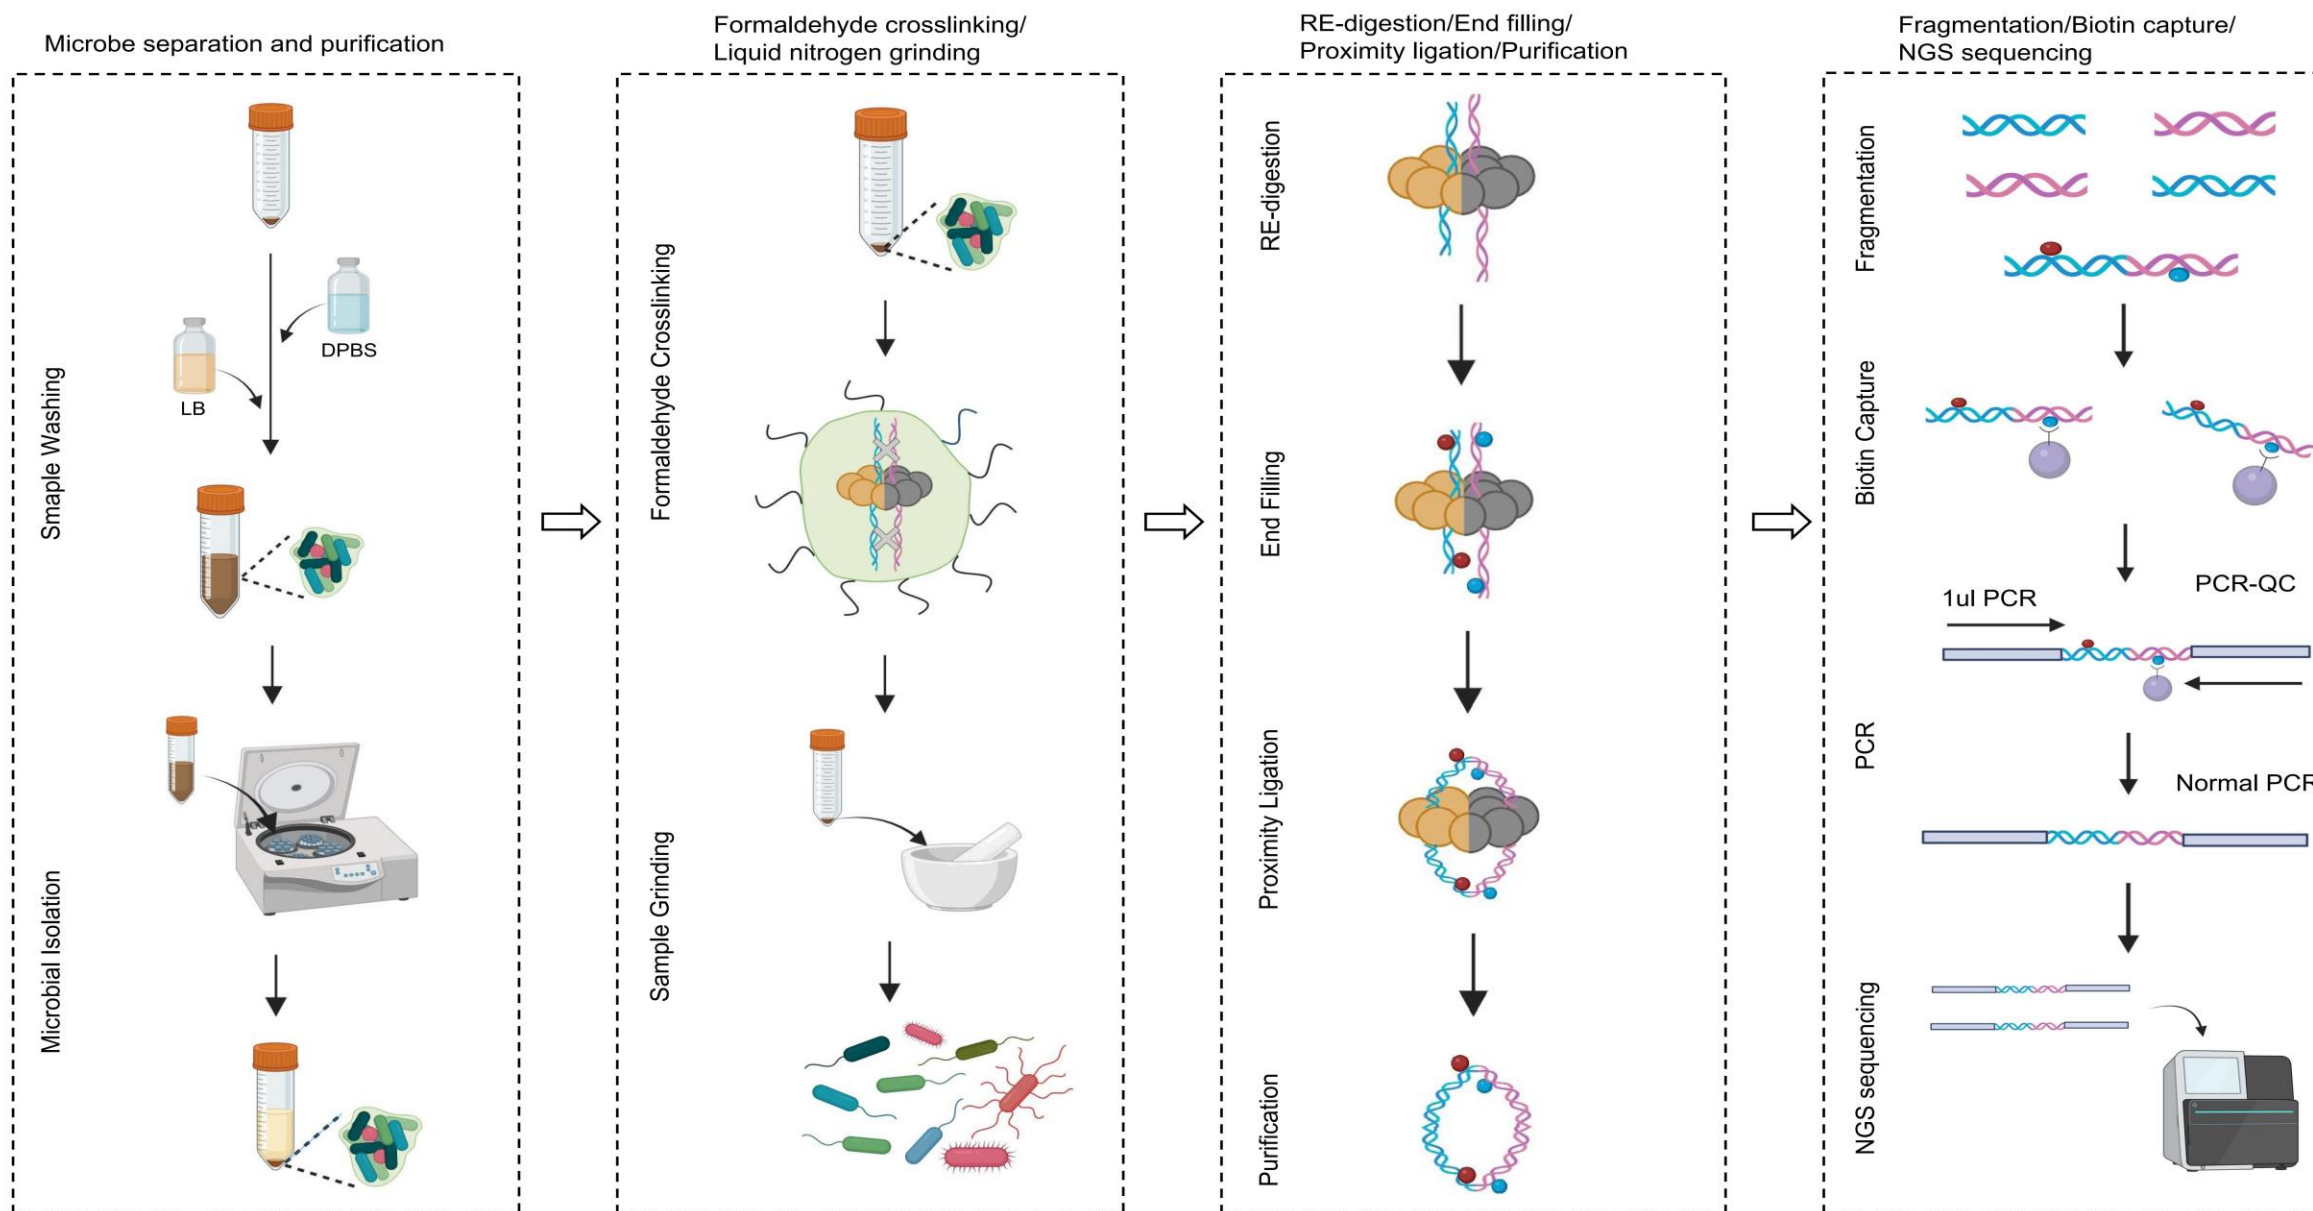 Microbe separation and purification
Smaple Washing
DPBS
LB
Microbial Isolation
Formaldehyde crosslinking/
Liquid nitrogen grinding
Formaldehyde Crosslinking
Sample Grinding
RE-digestion/End filling/
Proximity ligation/Purification
RE-digestion
End Filling
Proximity Ligation
Purification
Fragmentation/Biotin capture/
NGS sequencing
Fragmentation
Biotin Capture
PCR-QC
1ul PCR
PCR
Normal PCR
NGS sequencing